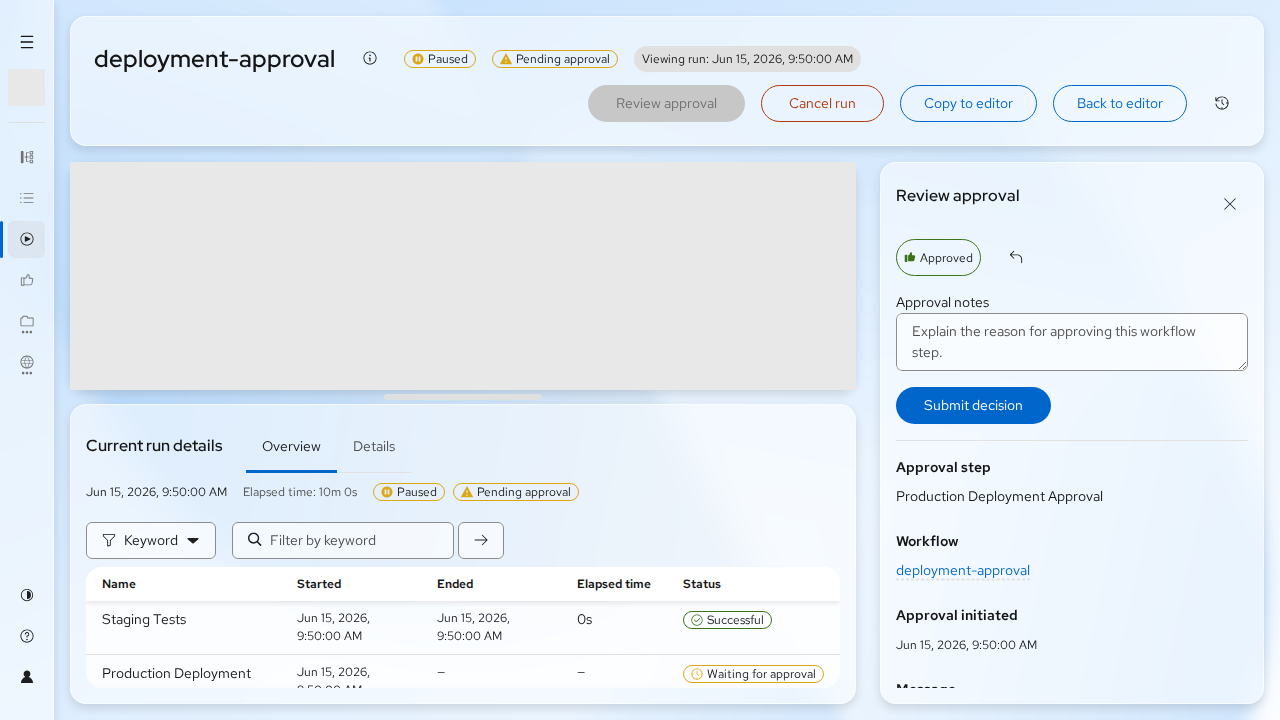 deployment-approval
Paused
Pending approval
Viewing run: Jun 15, 2026, 9:50:00 AM
Review approval
Cancel run
Copy to editor
Back to editor
Current run details
Overview
Details
Jun 15, 2026, 9:50:00 AM
Elapsed time: 10m 0s
Paused
Pending approval
Keyword
Filter by keyword
Name
Started
Ended
Elapsed time
Status
Staging Tests
Jun 15, 2026,
9:50:00 AM
Jun 15, 2026,
9:50:00 AM
0s
Successful
Production Deployment
Jun 15, 2026,
9:50:00 AM
—
—
Waiting for approval
Review approval
Approved
Approval notes
Explain the reason for approving this workflow
step.
Submit decision
Approval step
Production Deployment Approval
Workflow
deployment-approval
Approval initiated
Jun 15, 2026, 9:50:00 AM
Message